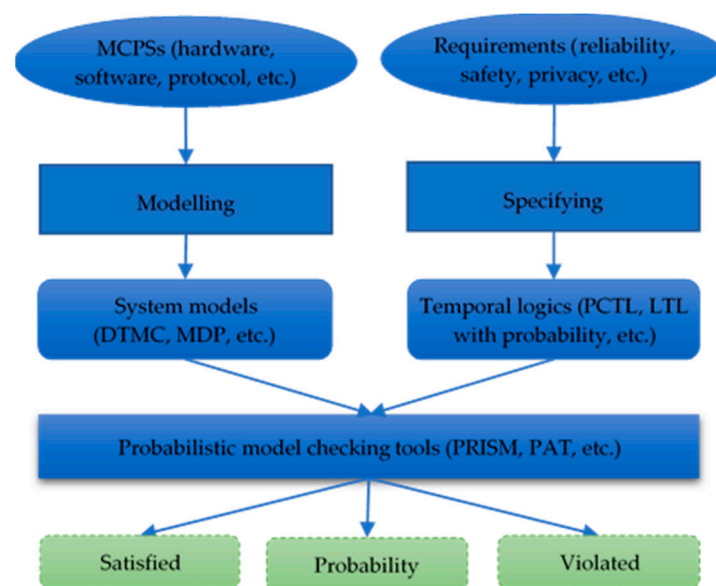 MCPSs (hardware,
software, protocol, etc.)
Requirements (reliability,
safety, privacy, etc.)
Modelling
Specifying
System models
(DTMC, MDP, etc.)
Temporal logics (PCTL, LTL
with probability, etc.)
Probabilistic model checking tools (PRISM, PAT, etc.)
Satisfied
Probability
Violated